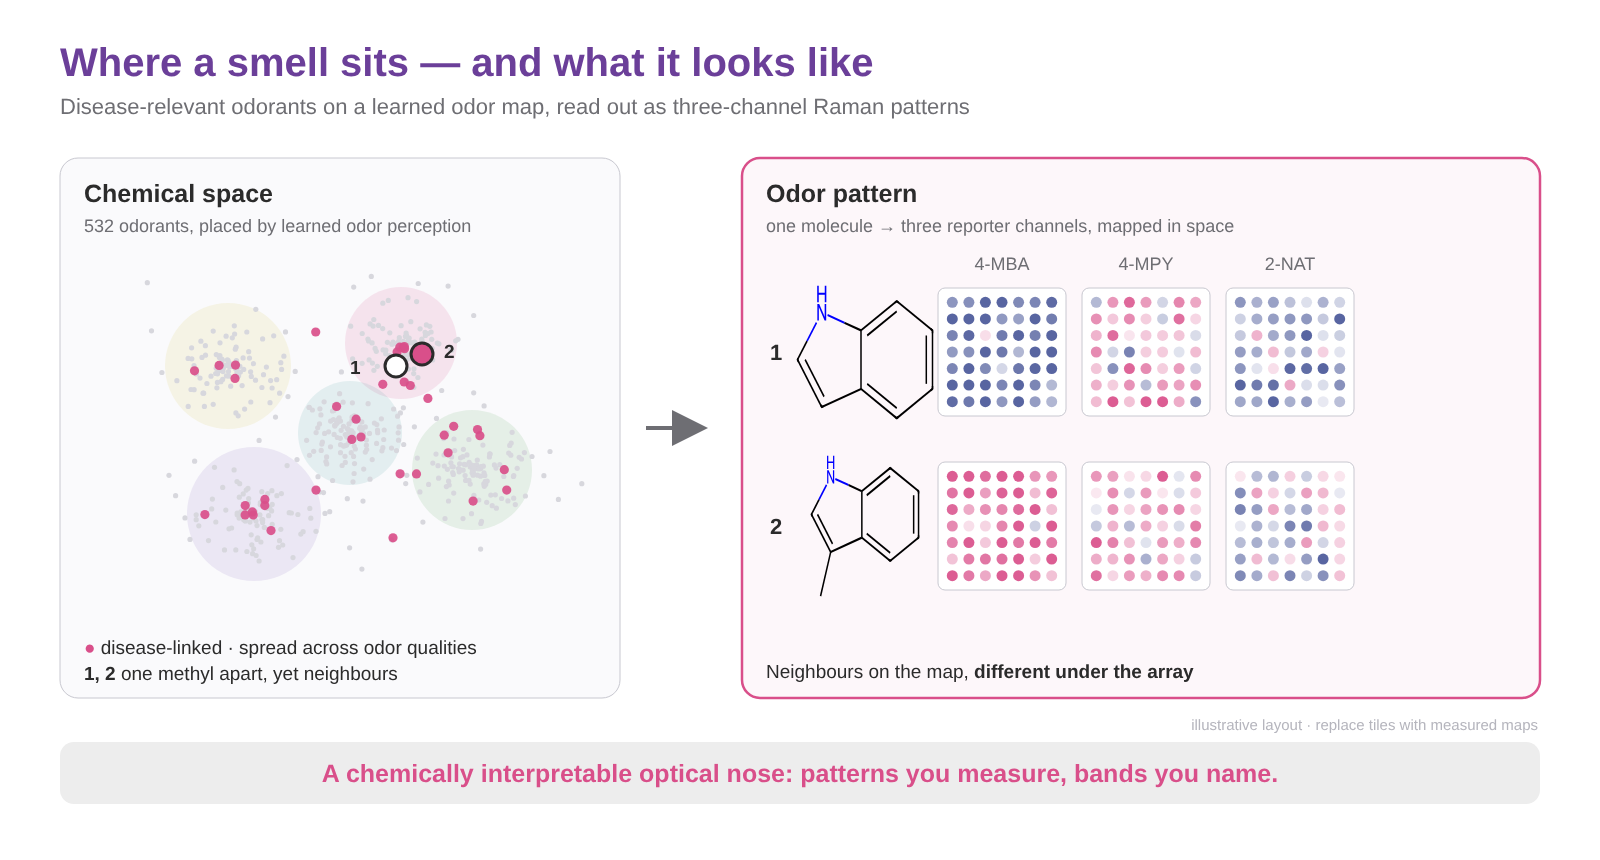 Where a smell sits — and what it looks like
Disease-relevant odorants on a learned odor map, read out as three-channel Raman patterns
Chemical space
532 odorants, placed by learned odor perception
1
2
● disease-linked · spread across odor qualities
1, 2 one methyl apart, yet neighbours
Odor pattern
one molecule → three reporter channels, mapped in space
4-MBA 4-MPY 2-NAT
H
N
1
H
N
2
Neighbours on the map, different under the array
illustrative layout · replace tiles with measured maps
A chemically interpretable optical nose: patterns you measure, bands you name.